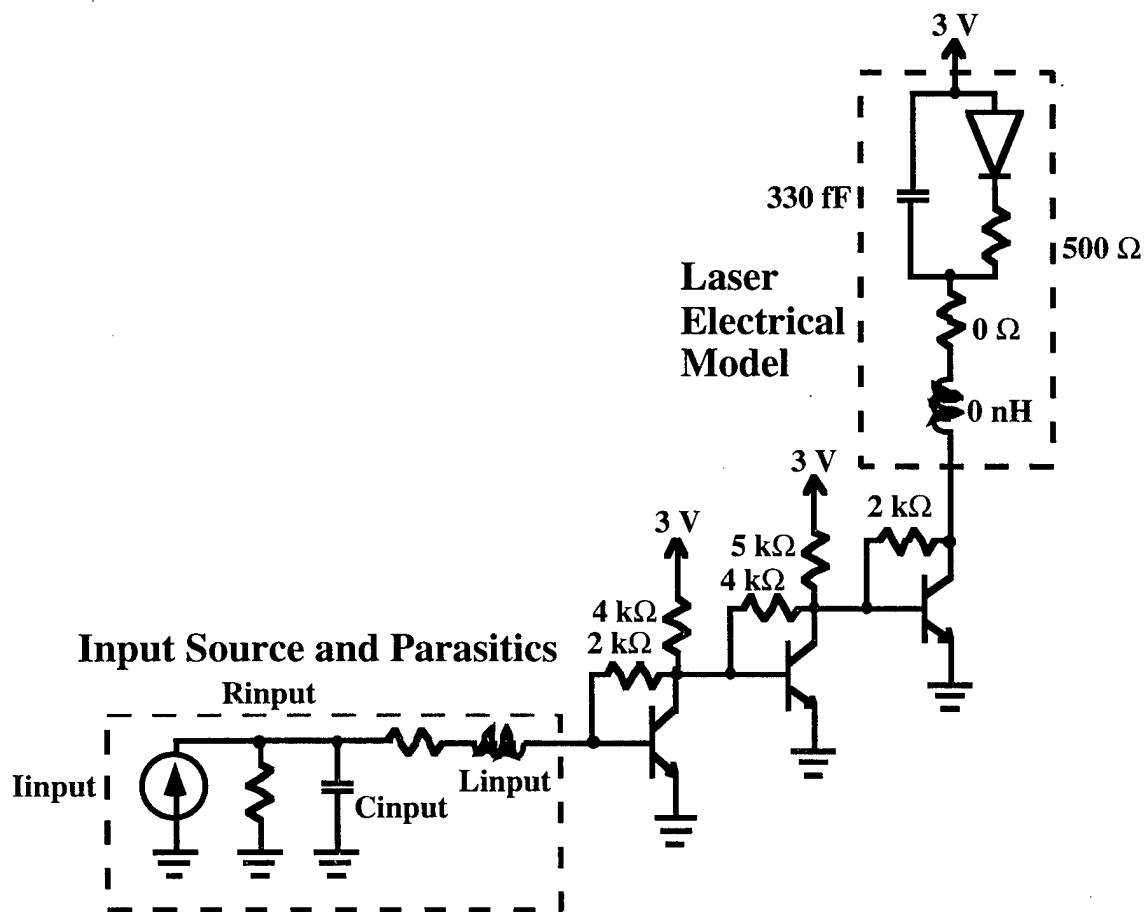 3 V
330 fF
500 Ω
Laser
Electrical
Model
0 Ω
0 nH
3 V
2 kΩ
3 V
5 kΩ
4 kΩ
4 kΩ
2 kΩ
Input Source and Parasitics
Rinput
Iinput
Cinput
Linput